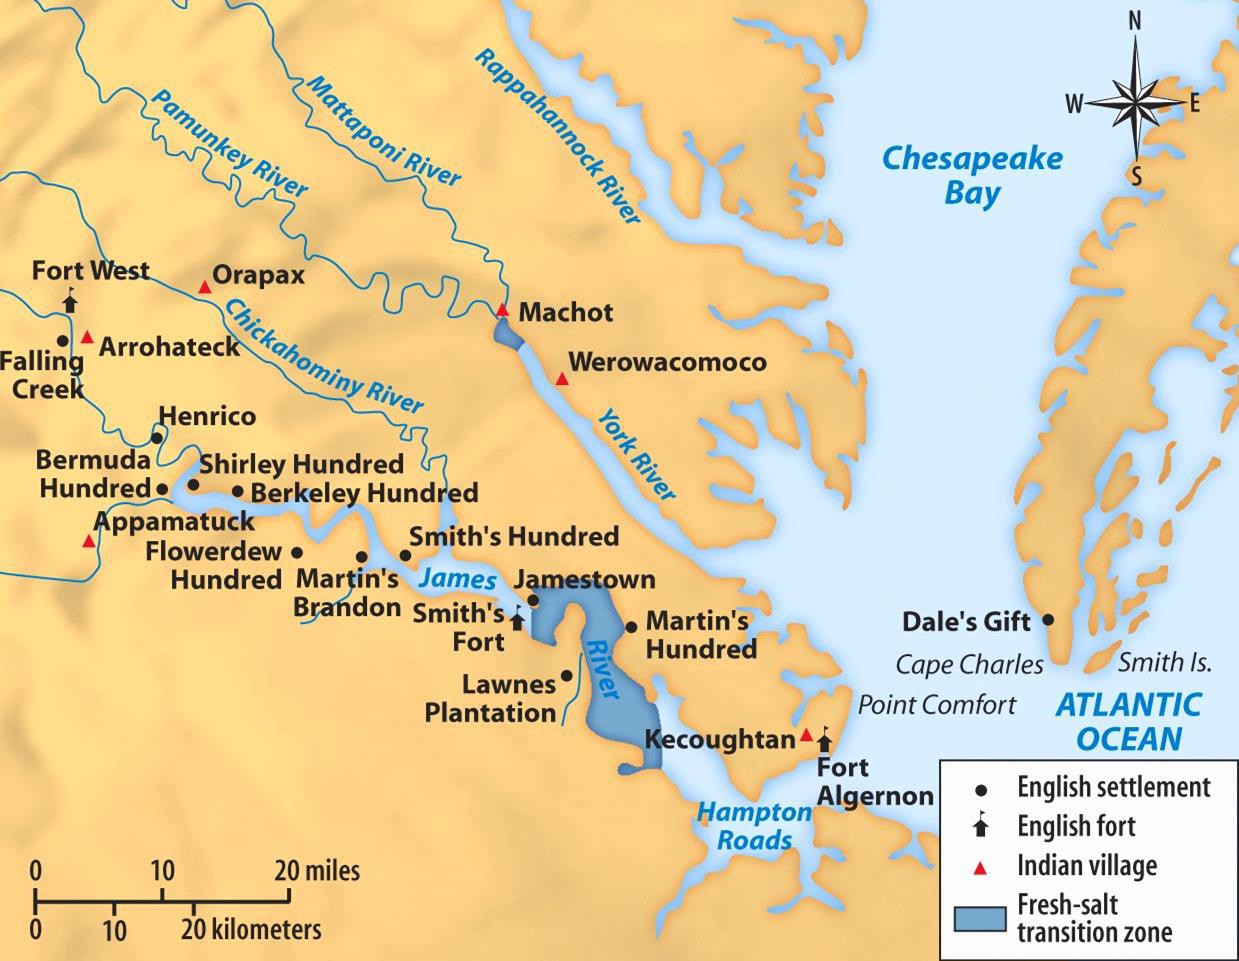 N
W
E
S
Rappahannock River
Mattaponi River
Pamunkey River
Chesapeake
Bay
Fort West
Orapax
Chickahominy River
Machot
Arrohateck
Falling
Creek
Werowacomoco
York River
Henrico
Bermuda
Hundred
Shirley Hundred
Berkeley Hundred
Appamatuck
Flowerdew
Hundred
Martin's
Brandon
Smith's Hundred
James
River
Jamestown
Smith's
Fort
Martin's
Hundred
Lawnes
Plantation
Dale's Gift
Cape Charles
Smith Is.
Point Comfort
ATLANTIC
OCEAN
Kecoughtan
Fort
Algernon
Hampton
Roads
English settlement
English fort
Indian village
Fresh-salt
transition zone
0 10 20 miles
0 10 20 kilometers